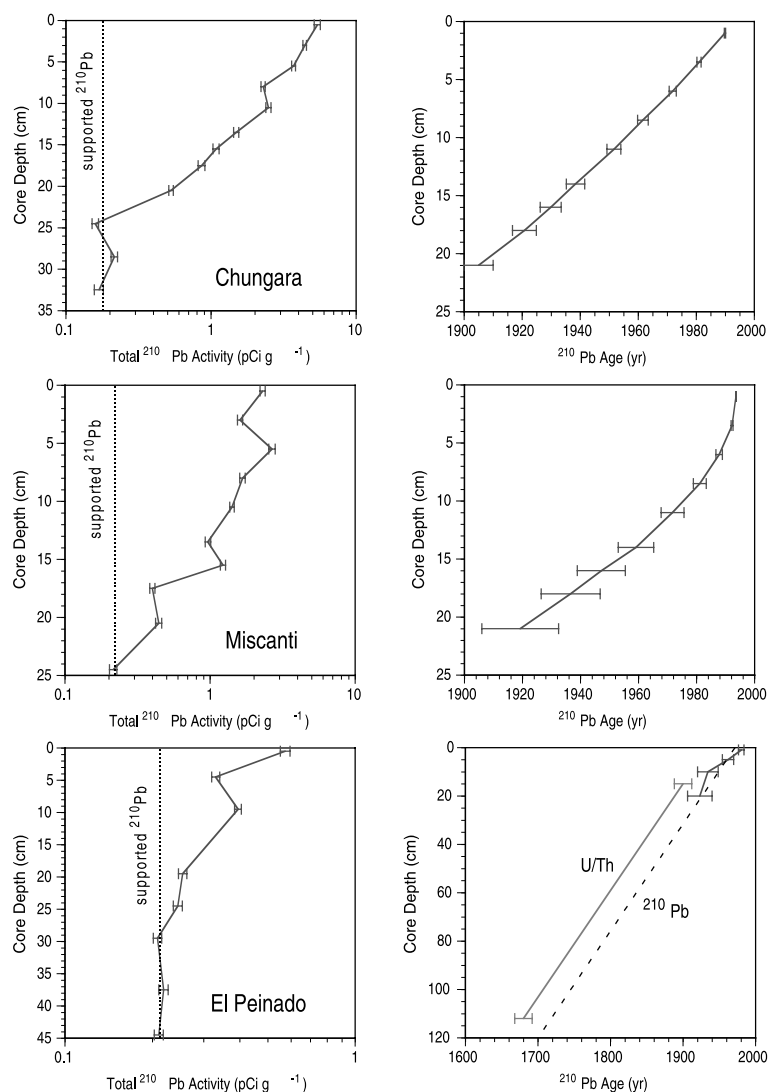 0
5
10
15
20
25
30
35
Core Depth (cm)
supported ²¹⁰Pb
Chungara
0.1 1 10
Total ²¹⁰ Pb Activity (pCi g ⁻¹)
0
5
10
15
20
25
Core Depth (cm)
1900 1920 1940 1960 1980 2000
²¹⁰ Pb Age (yr)
0
5
10
15
20
25
Core Depth (cm)
supported ²¹⁰Pb
Miscanti
0.1 1 10
Total ²¹⁰ Pb Activity (pCi g ⁻¹)
0
5
10
15
20
25
Core Depth (cm)
1900 1920 1940 1960 1980 2000
²¹⁰ Pb Age (yr)
0
5
10
15
20
25
30
35
40
45
Core Depth (cm)
supported ²¹⁰Pb
El Peinado
0.1 1
Total ²¹⁰ Pb Activity (pCi g ⁻¹)
0
20
40
60
80
100
120
Core Depth (cm)
U/Th
²¹⁰ Pb
1600 1700 1800 1900 2000
²¹⁰ Pb Age (yr)